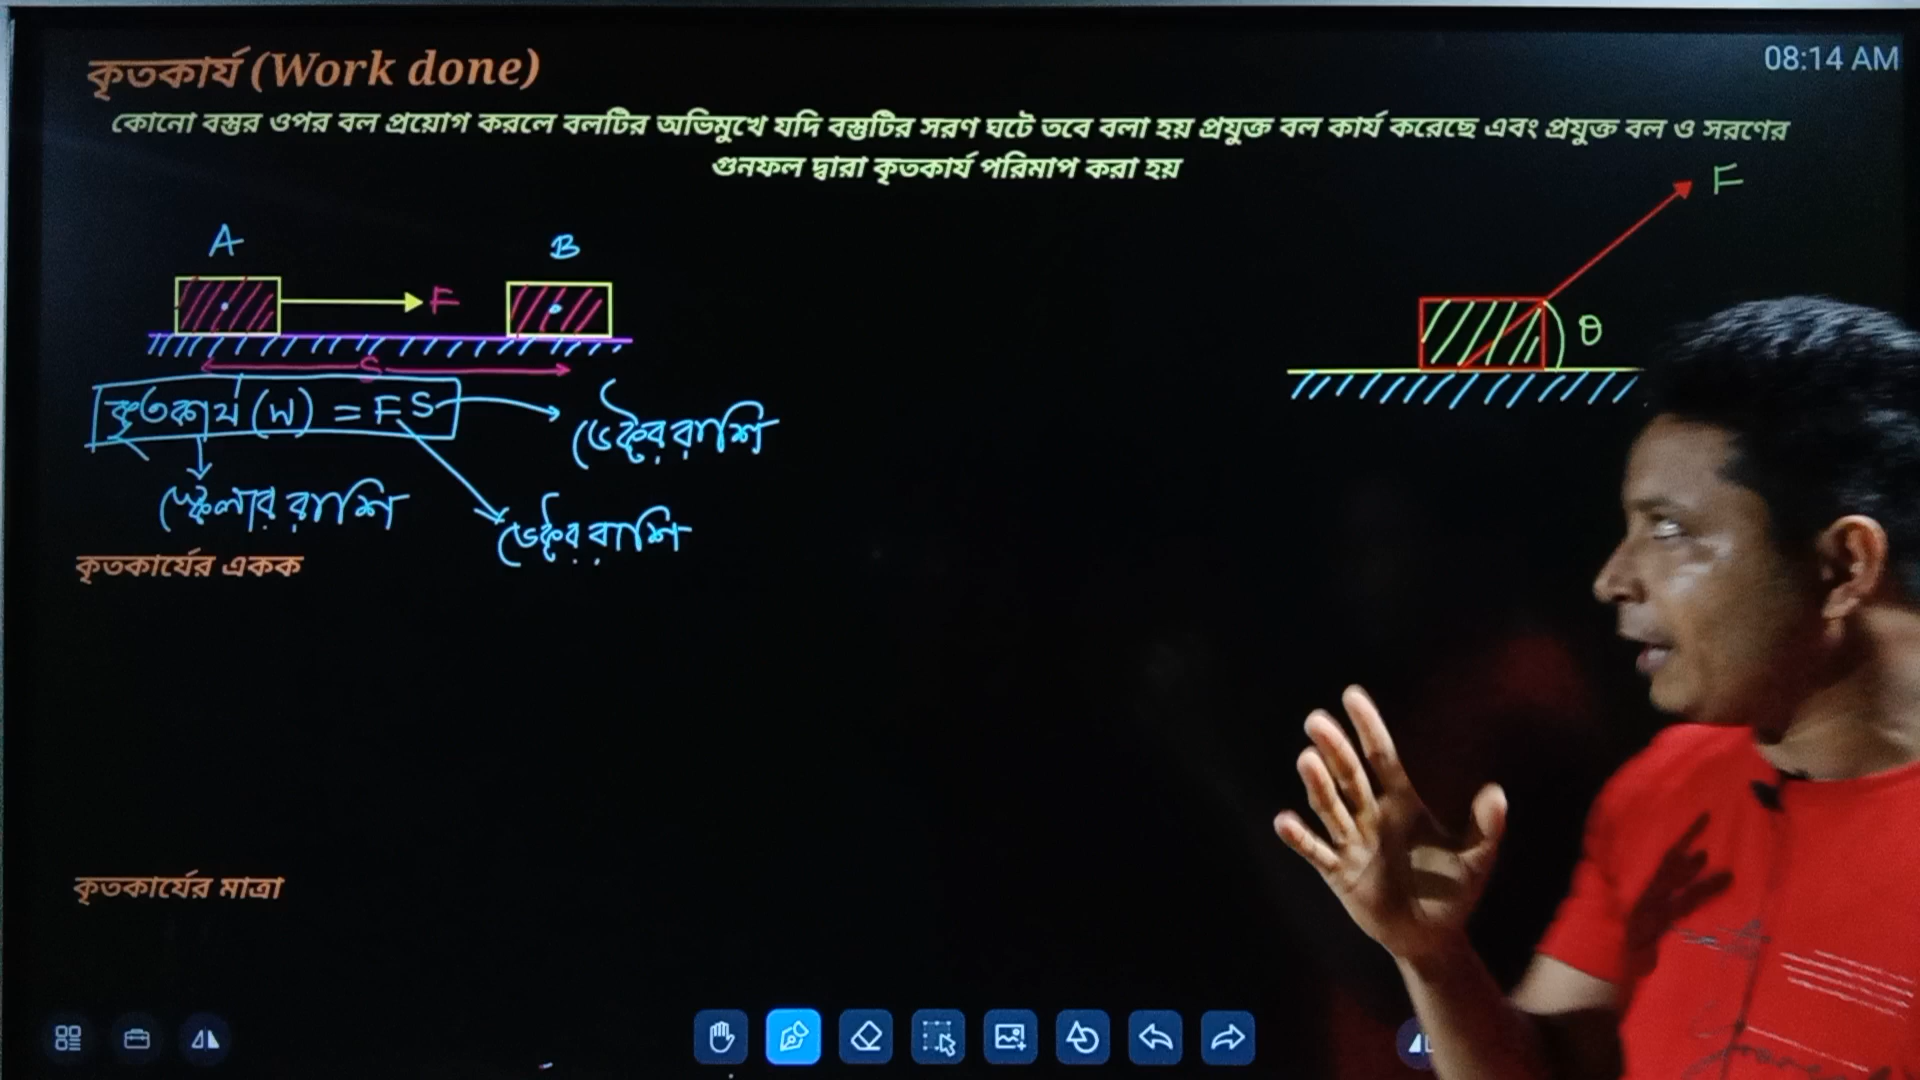 কৃতকার্য (Work done)
08:14 AM
কোনো বস্তুর ওপর বল প্রয়োগ করলে বলটির অভিমুখে যদি বস্তুটির সরণ ঘটে তবে বলা হয় প্রযুক্ত বল কার্য করেছে এবং প্রযুক্ত বল ও সরণের
গুনফল দ্বারা কৃতকার্য পরিমাপ করা হয়
F
A
B
F
θ
S
কৃতকার্য (W) = FS
ভেক্টর রাশি
স্কেলার রাশি
ভেক্টর রাশি
কৃতকার্যের একক
কৃতকার্যের মাত্রা